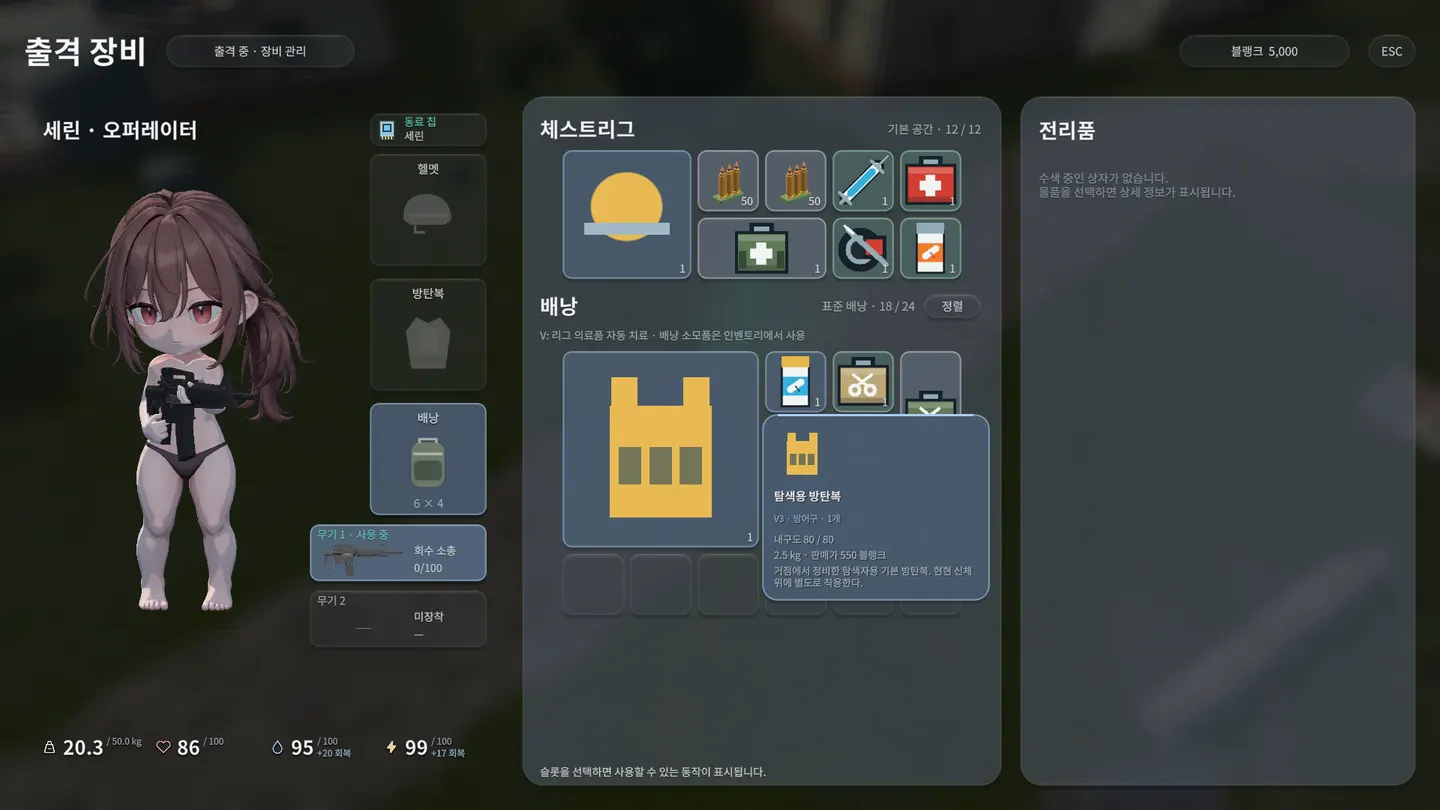 출격 장비
출격 중 · 장비 관리
블랭크 5,000
ESC
세린 · 오퍼레이터
동료 칩
세린
헬멧
방탄복
배낭
6 × 4
무기 1 · 사용 중
회수 소총
0/100
무기 2
미장착
—
—
20.3 / 50.0 kg
86 / 100
95 / 100
+20 회복
99 / 100
+17 회복
체스트리그
기본 공간 · 12 / 12
50
50
1
1
1
1
1
1
배낭
표준 배낭 · 18 / 24
정렬
V: 리그 의료품 자동 치료 · 배낭 소모품은 인벤토리에서 사용
1
1
1
탐색용 방탄복
V3 · 방어구 · 1개
내구도 80 / 80
2.5 kg · 판매가 550 블랭크
거점에서 정비한 탐색자용 기본 방탄복. 현현 신체
위에 별도로 착용한다.
슬롯을 선택하면 사용할 수 있는 동작이 표시됩니다.
전리품
수색 중인 상자가 없습니다.
물품을 선택하면 상세 정보가 표시됩니다.